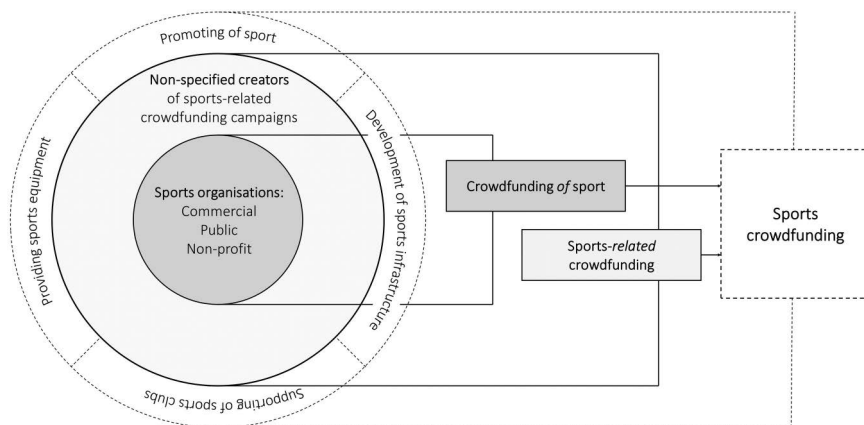 Promoting of sport
Non-specified creators
of sports-related
crowdfunding campaigns
Providing sports equipment
Development of sports infrastructure
Sports organisations:
Commercial
Public
Non-profit
Supporting of sports clubs
Crowdfunding of sport
Sports-related
crowdfunding
Sports
crowdfunding